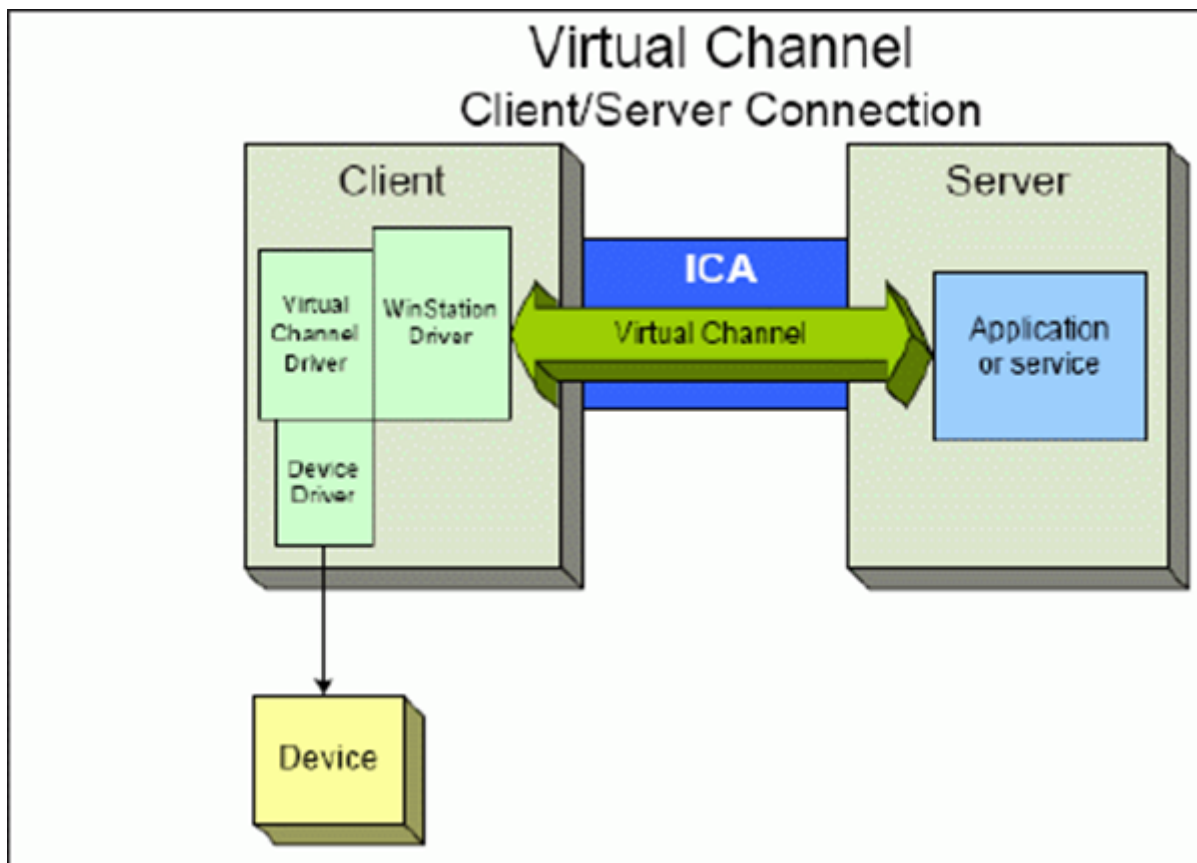 Virtual Channel
Client/Server Connection
Client
Server
ICA
Virtual
Channel
Driver
WinStation
Driver
Virtual Channel
Application
or service
Device
Driver
Device